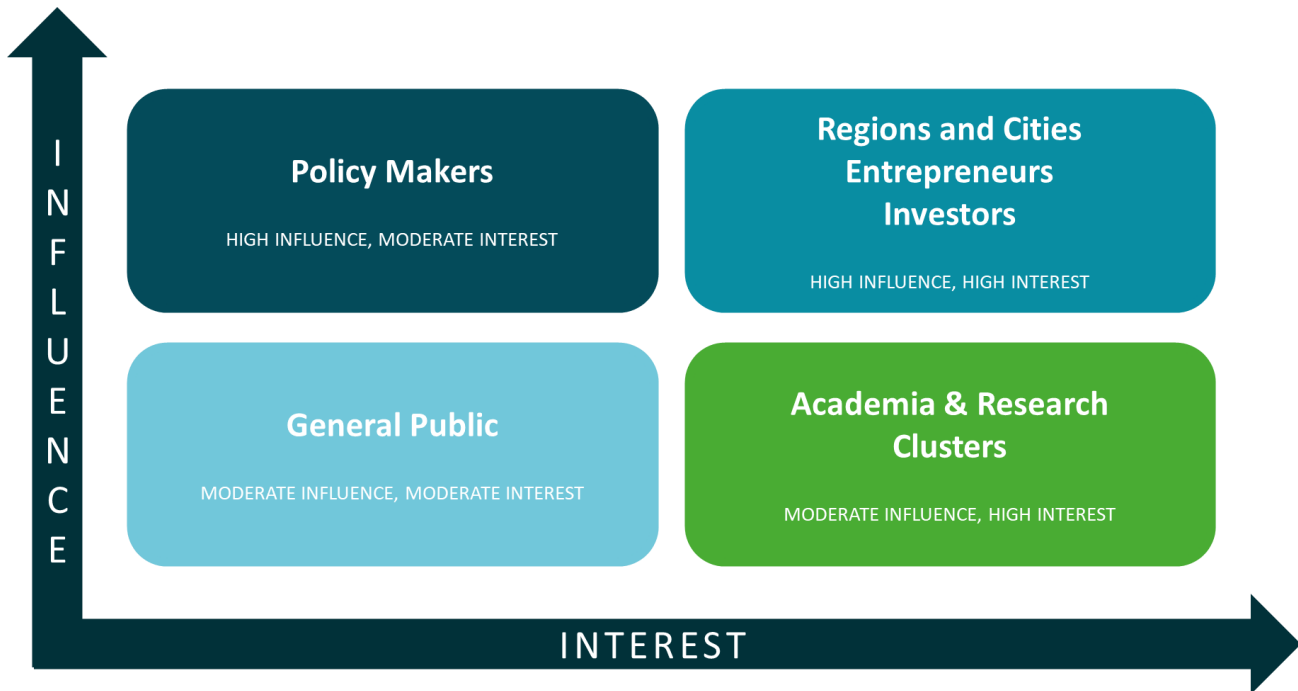 INFLUENCE
Policy Makers
HIGH INFLUENCE, MODERATE INTEREST
Regions and Cities
Entrepreneurs
Investors
HIGH INFLUENCE, HIGH INTEREST
General Public
MODERATE INFLUENCE, MODERATE INTEREST
Academia & Research
Clusters
MODERATE INFLUENCE, HIGH INTEREST
INTEREST